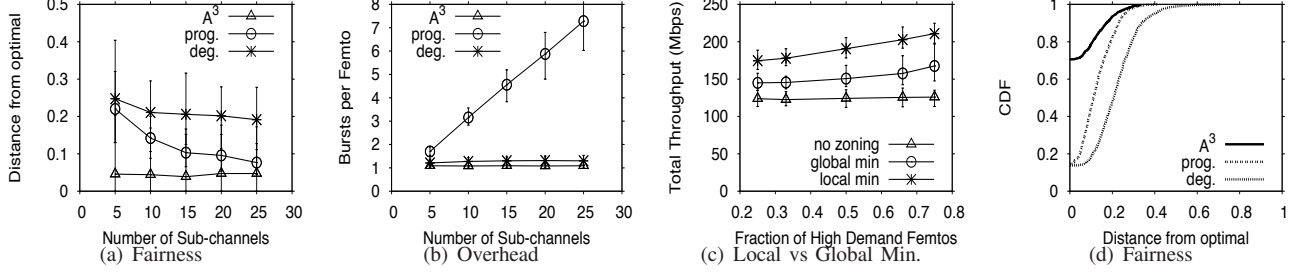 Distance from optimal
0.6
0.5
0.4
0.3
0.2
0.1
0
A³
prog.
deg.
0 5 10 15 20 25 30
Number of Sub-channels
(a) Fairness
Bursts per Femto
8
7
6
5
4
3
2
1
0
A³
prog.
deg.
0 5 10 15 20 25 30
Number of Sub-channels
(b) Overhead
Total Throughput (Mbps)
250
200
150
100
50
0
no zoning
global min
local min
0.2 0.3 0.4 0.5 0.6 0.7 0.8
Fraction of High Demand Femtos
(c) Local vs Global Min.
CDF
1
0.8
0.6
0.4
0.2
0
A³
prog.
deg.
0 0.2 0.4 0.6 0.8 1
Distance from optimal
(d) Fairness